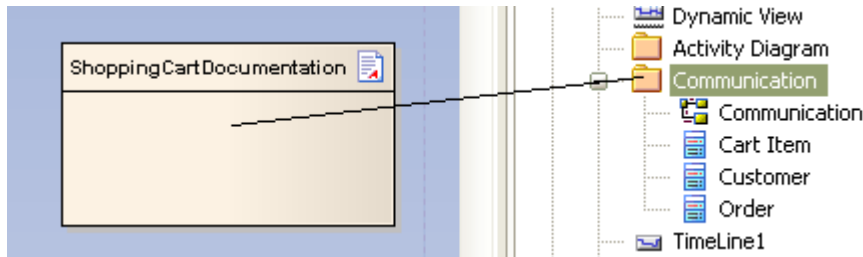 ShoppingCartDocumentation
Dynamic View
Activity Diagram
Communication
Communication
Cart Item
Customer
Order
TimeLine1